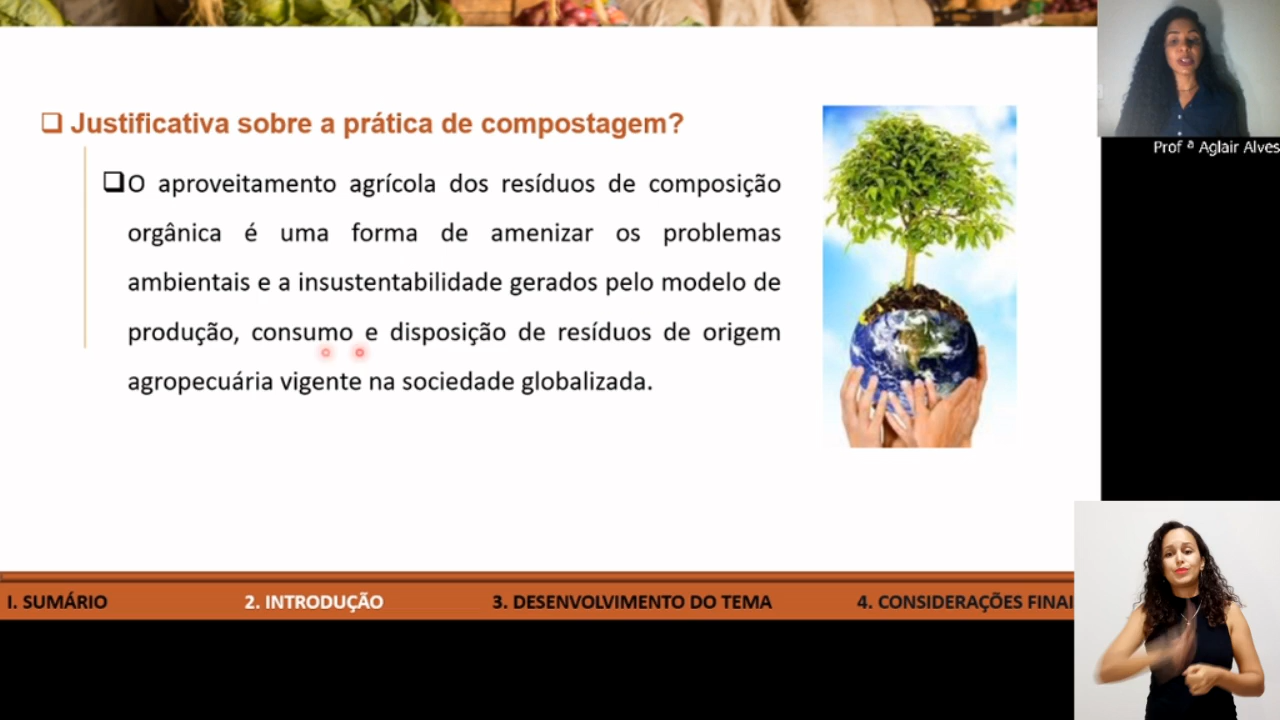 Justificativa sobre a prática de compostagem?
O aproveitamento agrícola dos resíduos de composição
orgânica é uma forma de amenizar os problemas
ambientais e a insustentabilidade gerados pelo modelo de
produção, consumo e disposição de resíduos de origem
agropecuária vigente na sociedade globalizada.
Prof ª Aglair Alves
I. SUMÁRIO
2. INTRODUÇÃO
3. DESENVOLVIMENTO DO TEMA
4. CONSIDERAÇÕES FINAI